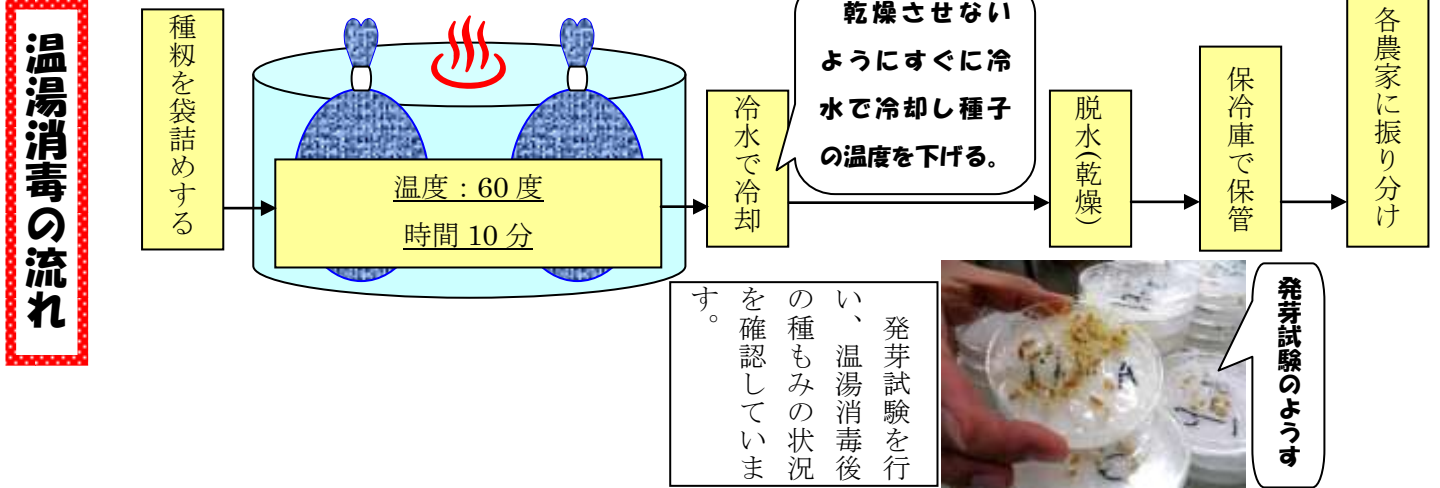 温湯消毒の流れ
種籾を袋詰めする
温度：60 度
時間 10 分
冷水で冷却
乾燥させない
ようにすぐに冷
水で冷却し種子
の温度を下げる。
脱水(乾燥)
保冷庫で保管
各農家に振り分け
発芽試験を行
い、温湯消毒後
の種もみの状況
を確認していま
す。
発芽試験のようす
A